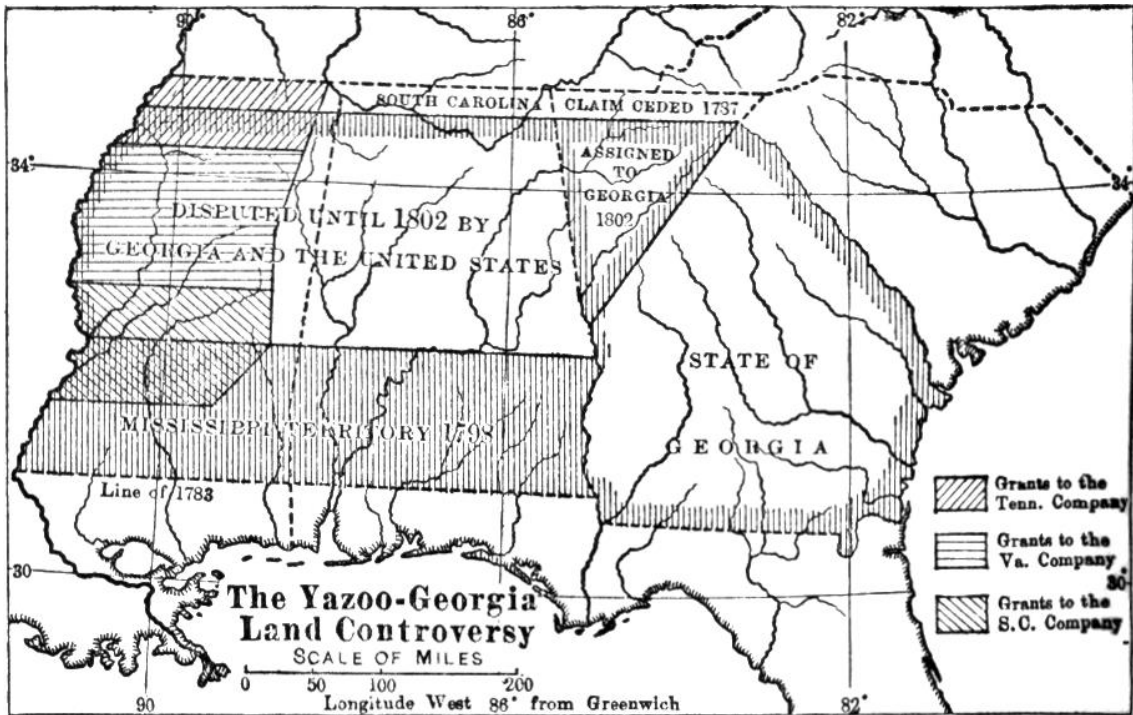 90 86° 82°
SOUTH CAROLINA CLAIM CEDED 1787
84°
34
ASSIGNED
TO
GEORGIA
1802
DISPUTED UNTIL 1802 BY
GEORGIA AND THE UNITED STATES
STATE OF
GEORGIA
MISSISSIPPI TERRITORY 1798
Line of 1783
Grants to the
Tenn. Company
Grants to the
Va. Company
Grants to the
S.C. Company
30
30
The Yazoo-Georgia
Land Controversy
SCALE OF MILES
0 50 100 200
90 Longitude West 86° from Greenwich 82°